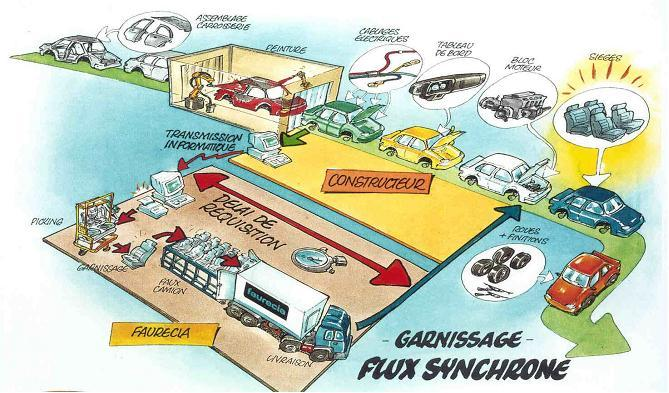 ASSEMBLAGE
CARROSSERIE
PEINTURE
CABLAGES
ELECTRIQUES
TABLEAU
DE BORD
BLOC
MOTEUR
SIEGES
TRANSMISSION
INFORMATIQUE
CONSTRUCTEUR
DELAI DE
REQUISITION
PICKING
GARNISSAGE
FAUX
CAMION
faurecia
LIVRAISON
FAURECIA
ROUES
+ FINITIONS
- GARNISSAGE -
FLUX SYNCHRONE